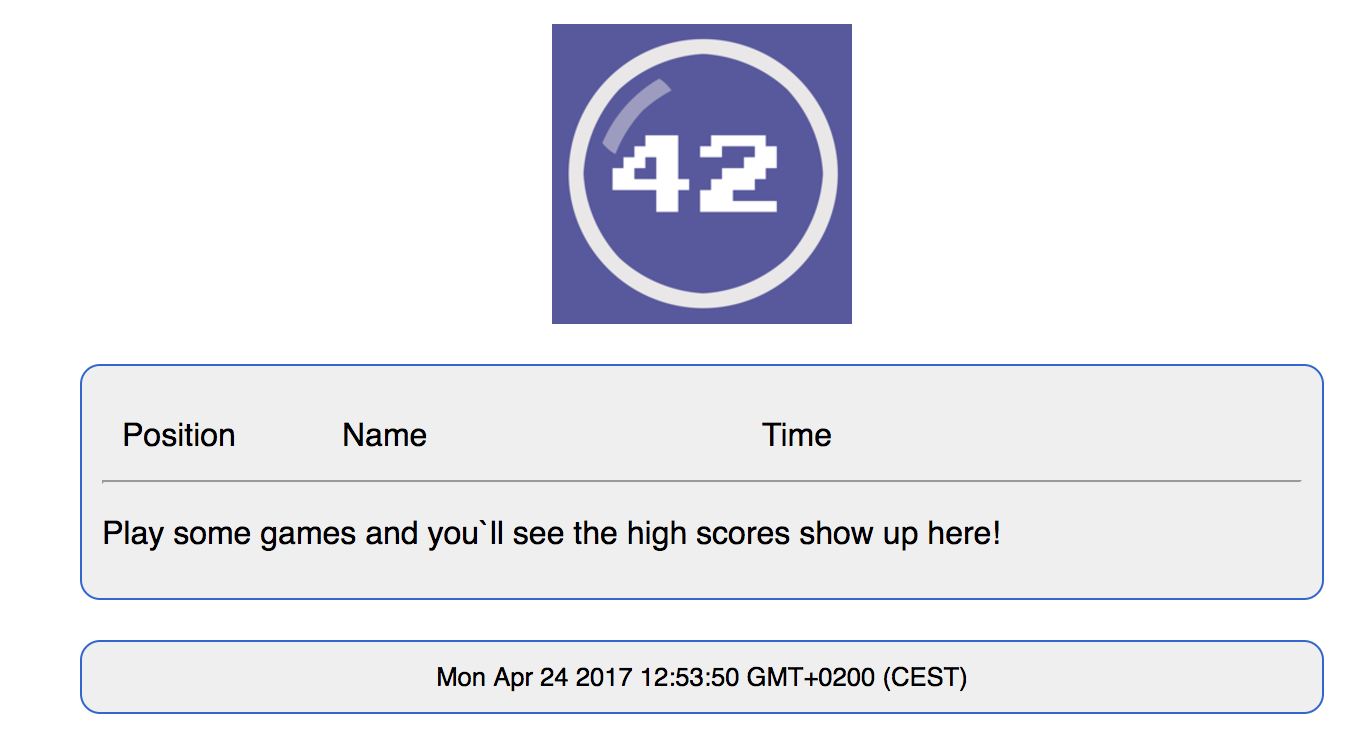 42
Position Name Time
Play some games and you`ll see the high scores show up here!
Mon Apr 24 2017 12:53:50 GMT+0200 (CEST)